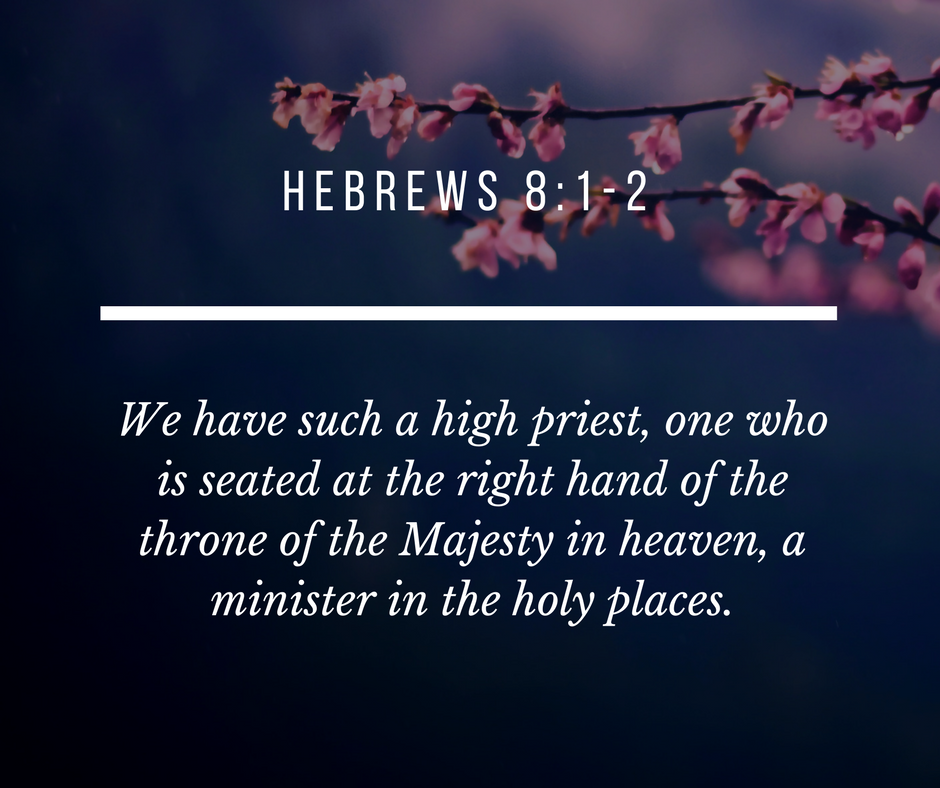 HEBREWS 8:1-2
We have such a high priest, one who
is seated at the right hand of the
throne of the Majesty in heaven, a
minister in the holy places.